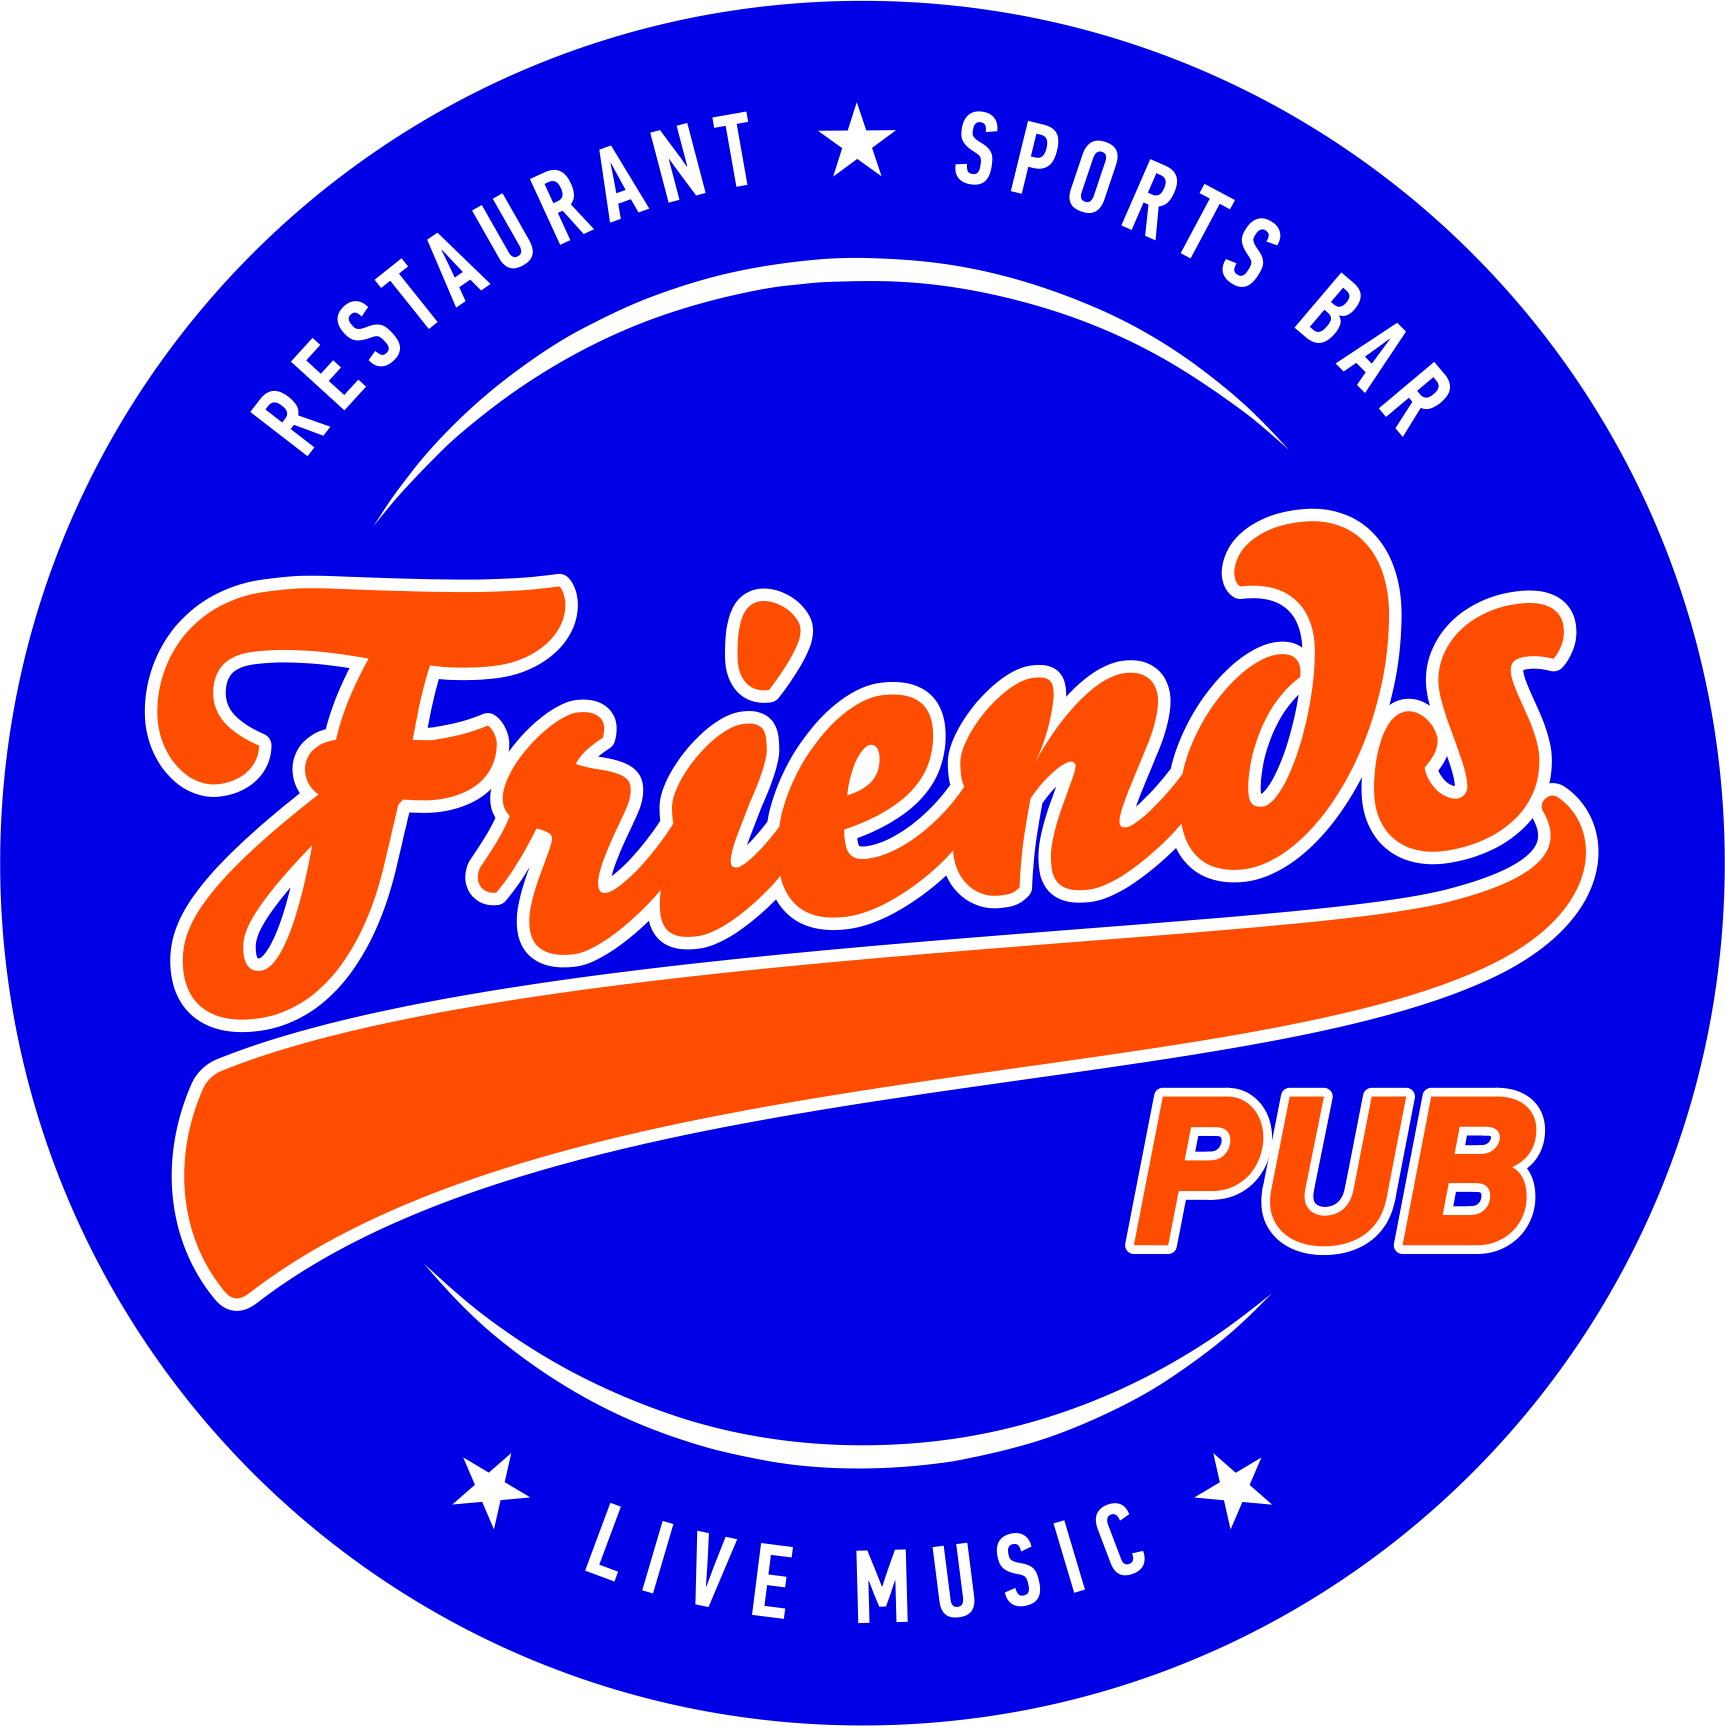 RESTAURANT ★ SPORTS BAR
Friends
PUB
★ LIVE MUSIC ★